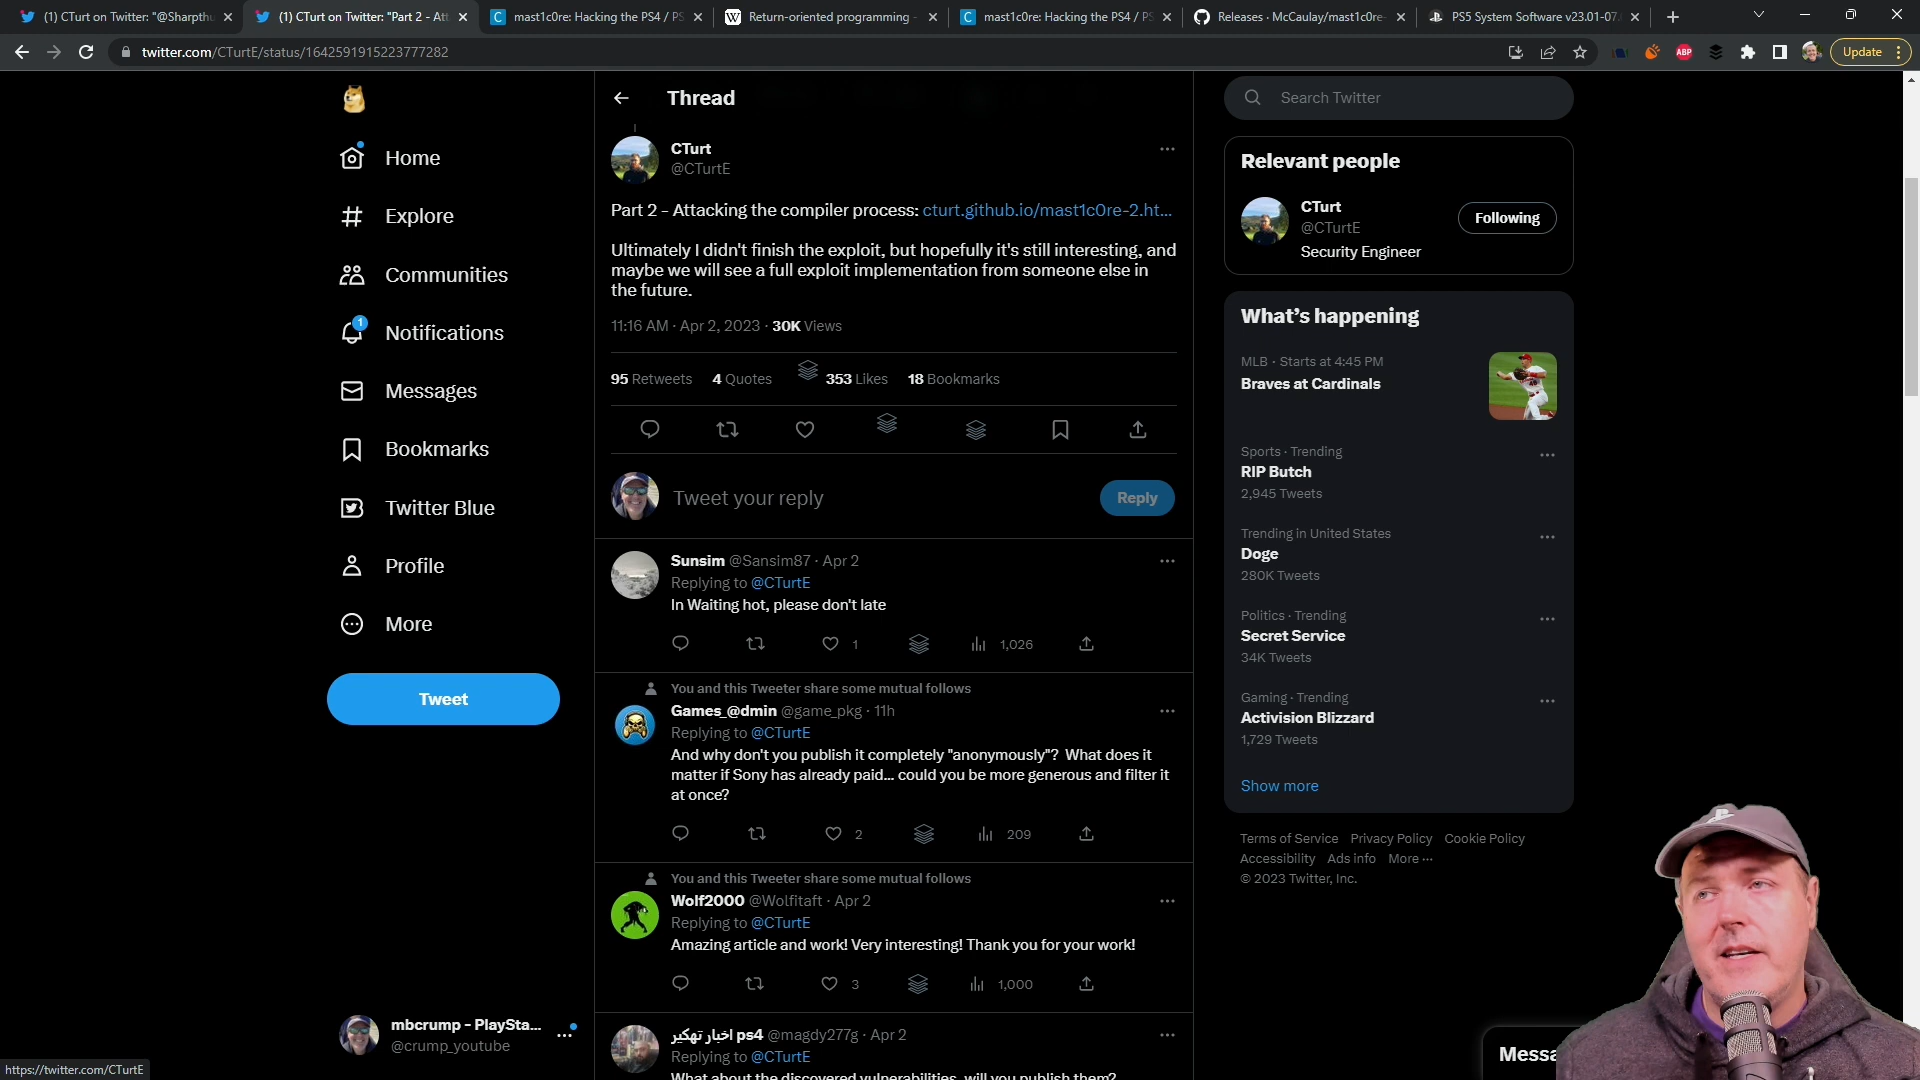 (1) CTurt on Twitter: "@Sharpthu
(1) CTurt on Twitter: "Part 2 - Att
mast1c0re: Hacking the PS4 / PS
Return-oriented programming -
mast1c0re: Hacking the PS4 / PS
Releases · McCaulay/mast1c0re-
PS5 System Software v23.01-07.
twitter.com/CTurtE/status/1642591915223777282
ABP
Update
Home
Explore
Communities
1
Notifications
Messages
Bookmarks
Twitter Blue
Profile
More
Tweet
mbcrump - PlaySta...
@crump_youtube
https://twitter.com/CTurtE
Thread
CTurt
@CTurtE
Part 2 - Attacking the compiler process: cturt.github.io/mast1c0re-2.ht...
Ultimately I didn't finish the exploit, but hopefully it's still interesting, and
maybe we will see a full exploit implementation from someone else in
the future.
11:16 AM · Apr 2, 2023 · 30K Views
95 Retweets 4 Quotes 353 Likes 18 Bookmarks
Tweet your reply
Reply
Sunsim @Sansim87 · Apr 2
Replying to @CTurtE
In Waiting hot, please don't late
1 1,026
You and this Tweeter share some mutual follows
Games_@dmin @game_pkg · 11h
Replying to @CTurtE
And why don't you publish it completely "anonymously"? What does it
matter if Sony has already paid... could you be more generous and filter it
at once?
2 209
You and this Tweeter share some mutual follows
Wolf2000 @Wolfitaft · Apr 2
Replying to @CTurtE
Amazing article and work! Very interesting! Thank you for your work!
3 1,000
اخبار تهكير ps4 @magdy277g · Apr 2
Replying to @CTurtE
What about the discovered vulnerabilities, will you publish them?
Search Twitter
Relevant people
CTurt
@CTurtE
Following
Security Engineer
What's happening
MLB · Starts at 4:45 PM
Braves at Cardinals
Sports · Trending
RIP Butch
2,945 Tweets
Trending in United States
Doge
280K Tweets
Politics · Trending
Secret Service
34K Tweets
Gaming · Trending
Activision Blizzard
1,729 Tweets
Show more
Terms of Service Privacy Policy Cookie Policy
Accessibility Ads info More ···
© 2023 Twitter, Inc.
Messa